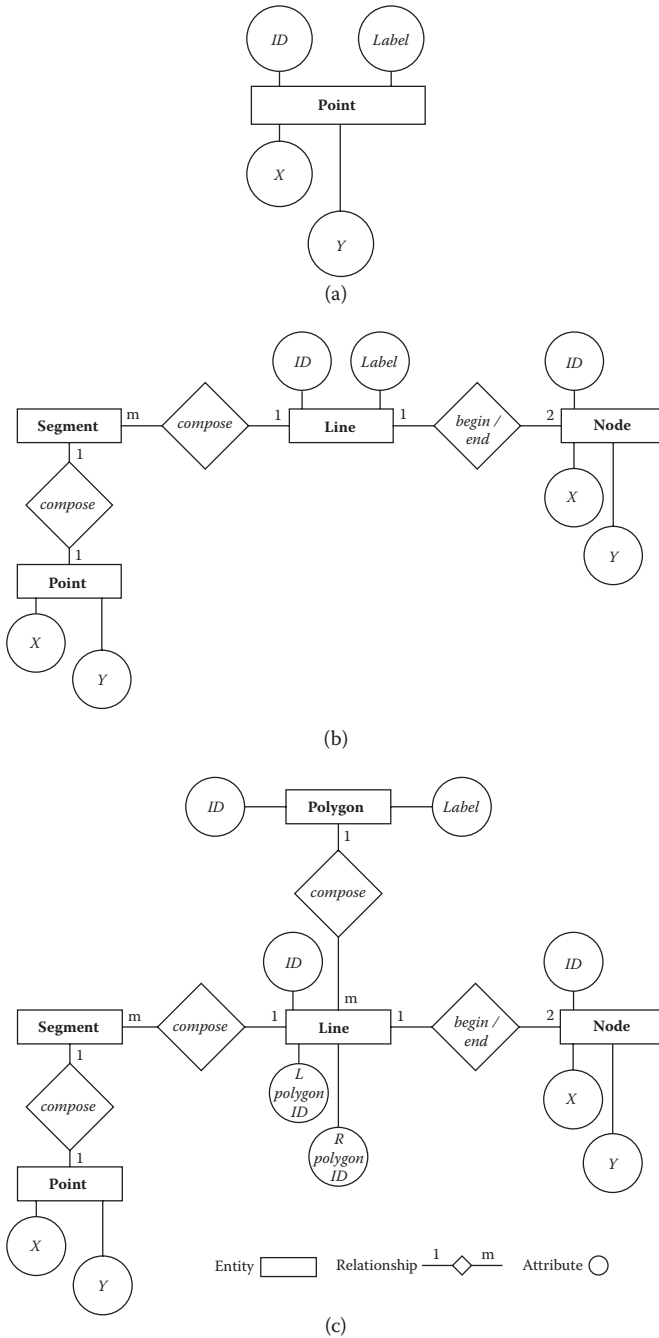 ID Label
Point
X
Y
(a)
ID Label ID
Segment m compose 1 Line 1 begin / end 2 Node
1
compose
X
1
Point
Y
X
Y
(b)
ID Polygon Label
1
compose
ID ID
m
Segment m compose 1 Line 1 begin / end 2 Node
1
L polygon ID
X
compose
R polygon ID
1
Y
Point
X
Y
Entity Relationship 1 m Attribute
(c)